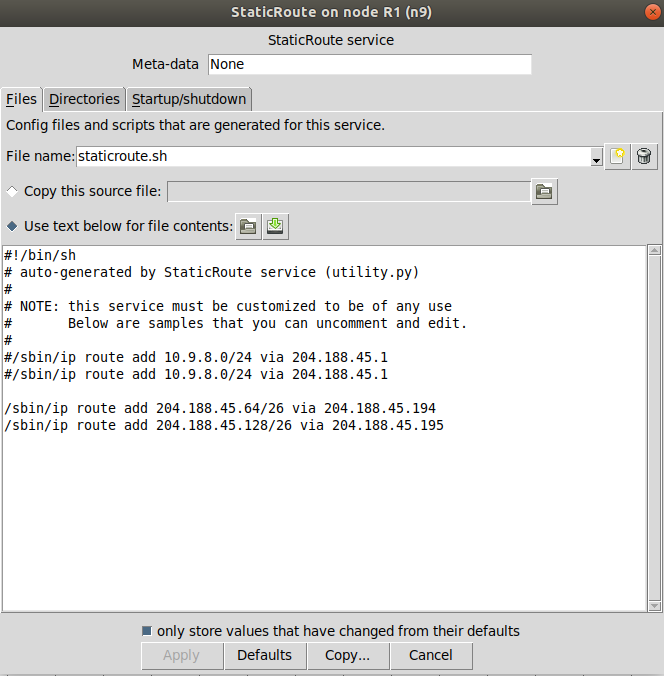 StaticRoute on node R1 (n9)
StaticRoute service
Meta-data None
Files Directories Startup/shutdown
Config files and scripts that are generated for this service.
File name: staticroute.sh
Copy this source file:
Use text below for file contents:
#!/bin/sh
# auto-generated by StaticRoute service (utility.py)
#
# NOTE: this service must be customized to be of any use
#       Below are samples that you can uncomment and edit.
#
#/sbin/ip route add 10.9.8.0/24 via 204.188.45.1
#/sbin/ip route add 10.9.8.0/24 via 204.188.45.1
/sbin/ip route add 204.188.45.64/26 via 204.188.45.194
/sbin/ip route add 204.188.45.128/26 via 204.188.45.195
only store values that have changed from their defaults
Apply Defaults Copy... Cancel